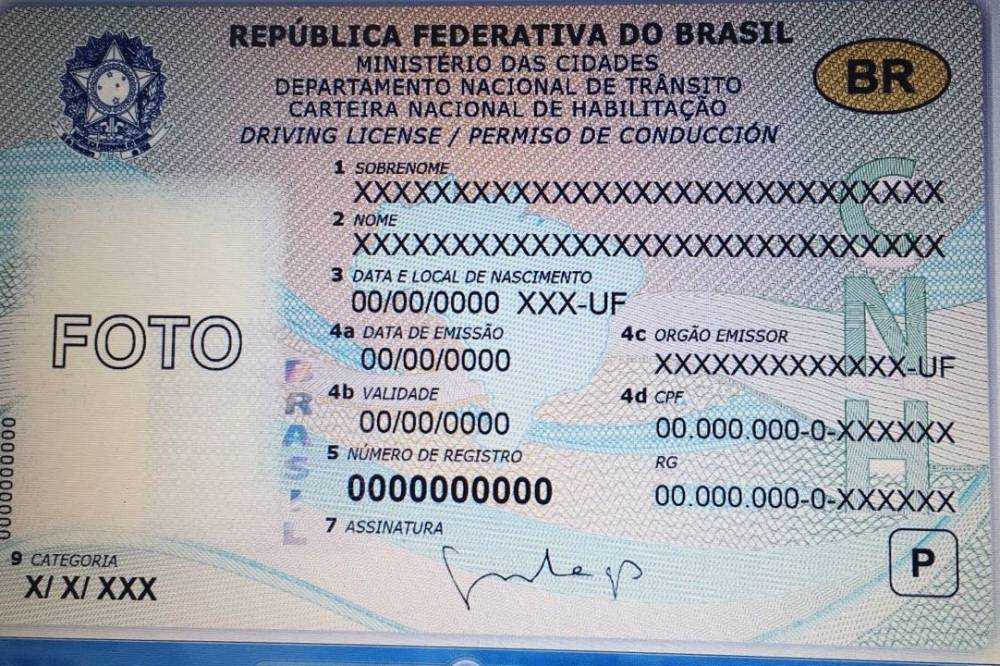 REPÚBLICA FEDERATIVA DO BRASIL
MINISTÉRIO DAS CIDADES
DEPARTAMENTO NACIONAL DE TRÂNSITO
CARTEIRA NACIONAL DE HABILITAÇÃO
DRIVING LICENSE / PERMISO DE CONDUCCIÓN
BR
1 SOBRENOME
XXXXXXXXXXXXXXXXXXXXXXXXXXXXX
2 NOME
XXXXXXXXXXXXXXXXXXXXXXXXXXXXX
3 DATA E LOCAL DE NASCIMENTO
00/00/0000 XXX-UF
FOTO
4a DATA DE EMISSÃO
00/00/0000
4c ORGÃO EMISSOR
XXXXXXXXXXXXX-UF
4b VALIDADE
00/00/0000
4d CPF
00.000.000-0-XXXXXX
5 NÚMERO DE REGISTRO
0000000000
RG
00.000.000-0-XXXXXX
7 ASSINATURA
9 CATEGORIA
X/ X/ XXX
P
BRASIL
CNH